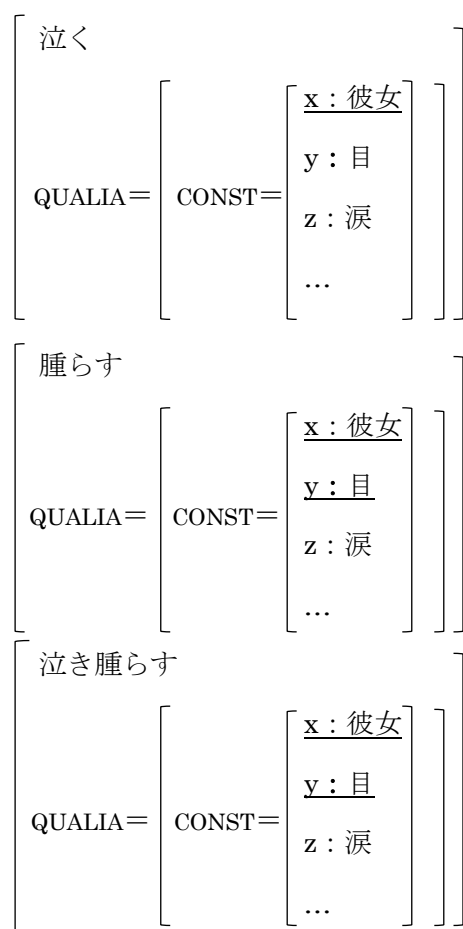 泣く
x：彼女
y：目
QUALIA＝ CONST＝
z：涙
…
腫らす
x：彼女
y：目
QUALIA＝ CONST＝
z：涙
…
泣き腫らす
x：彼女
y：目
QUALIA＝ CONST＝
z：涙
…